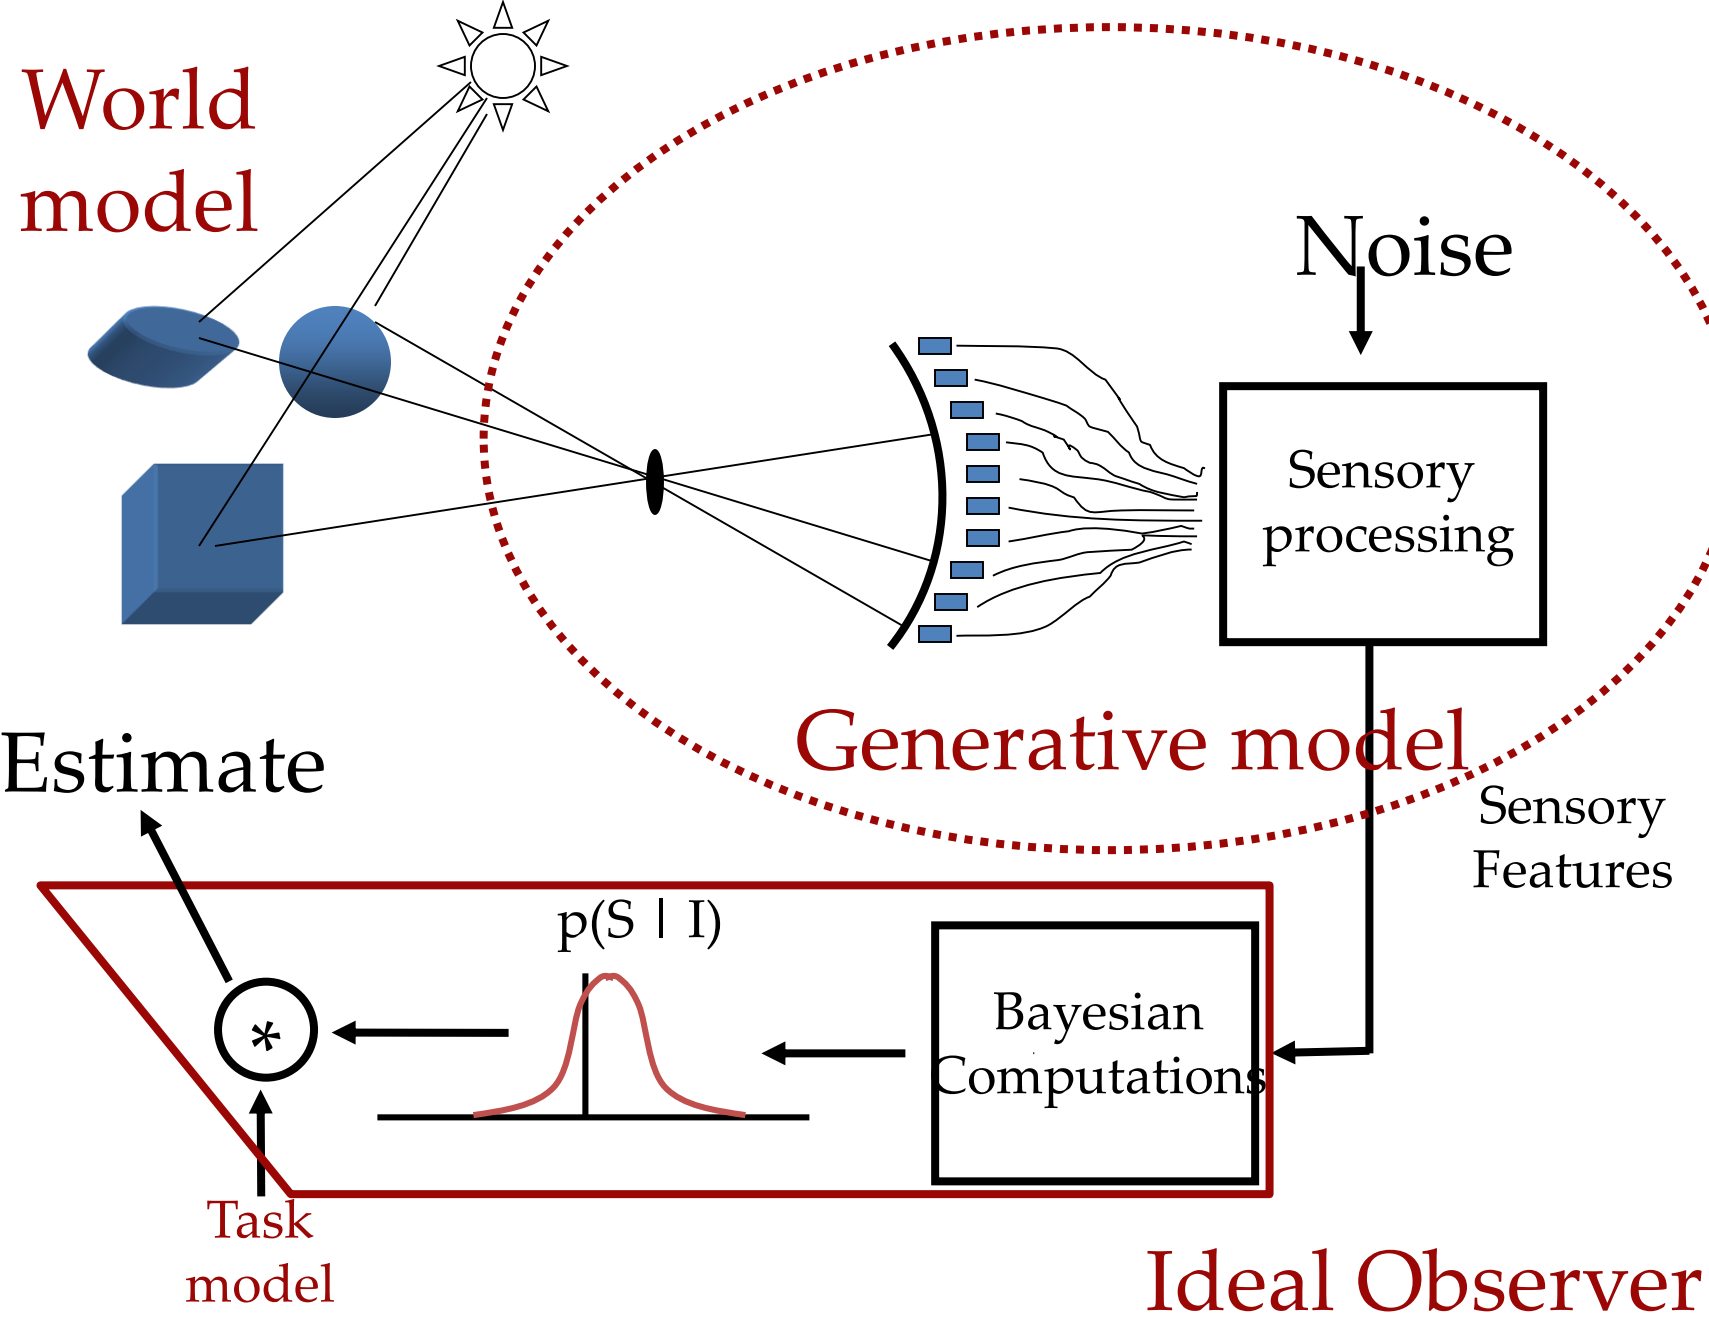 World
model
Noise
Sensory
processing
Generative model
Estimate
Sensory
Features
p(S | I)
Bayesian
Computations
*
Task
model
Ideal Observer